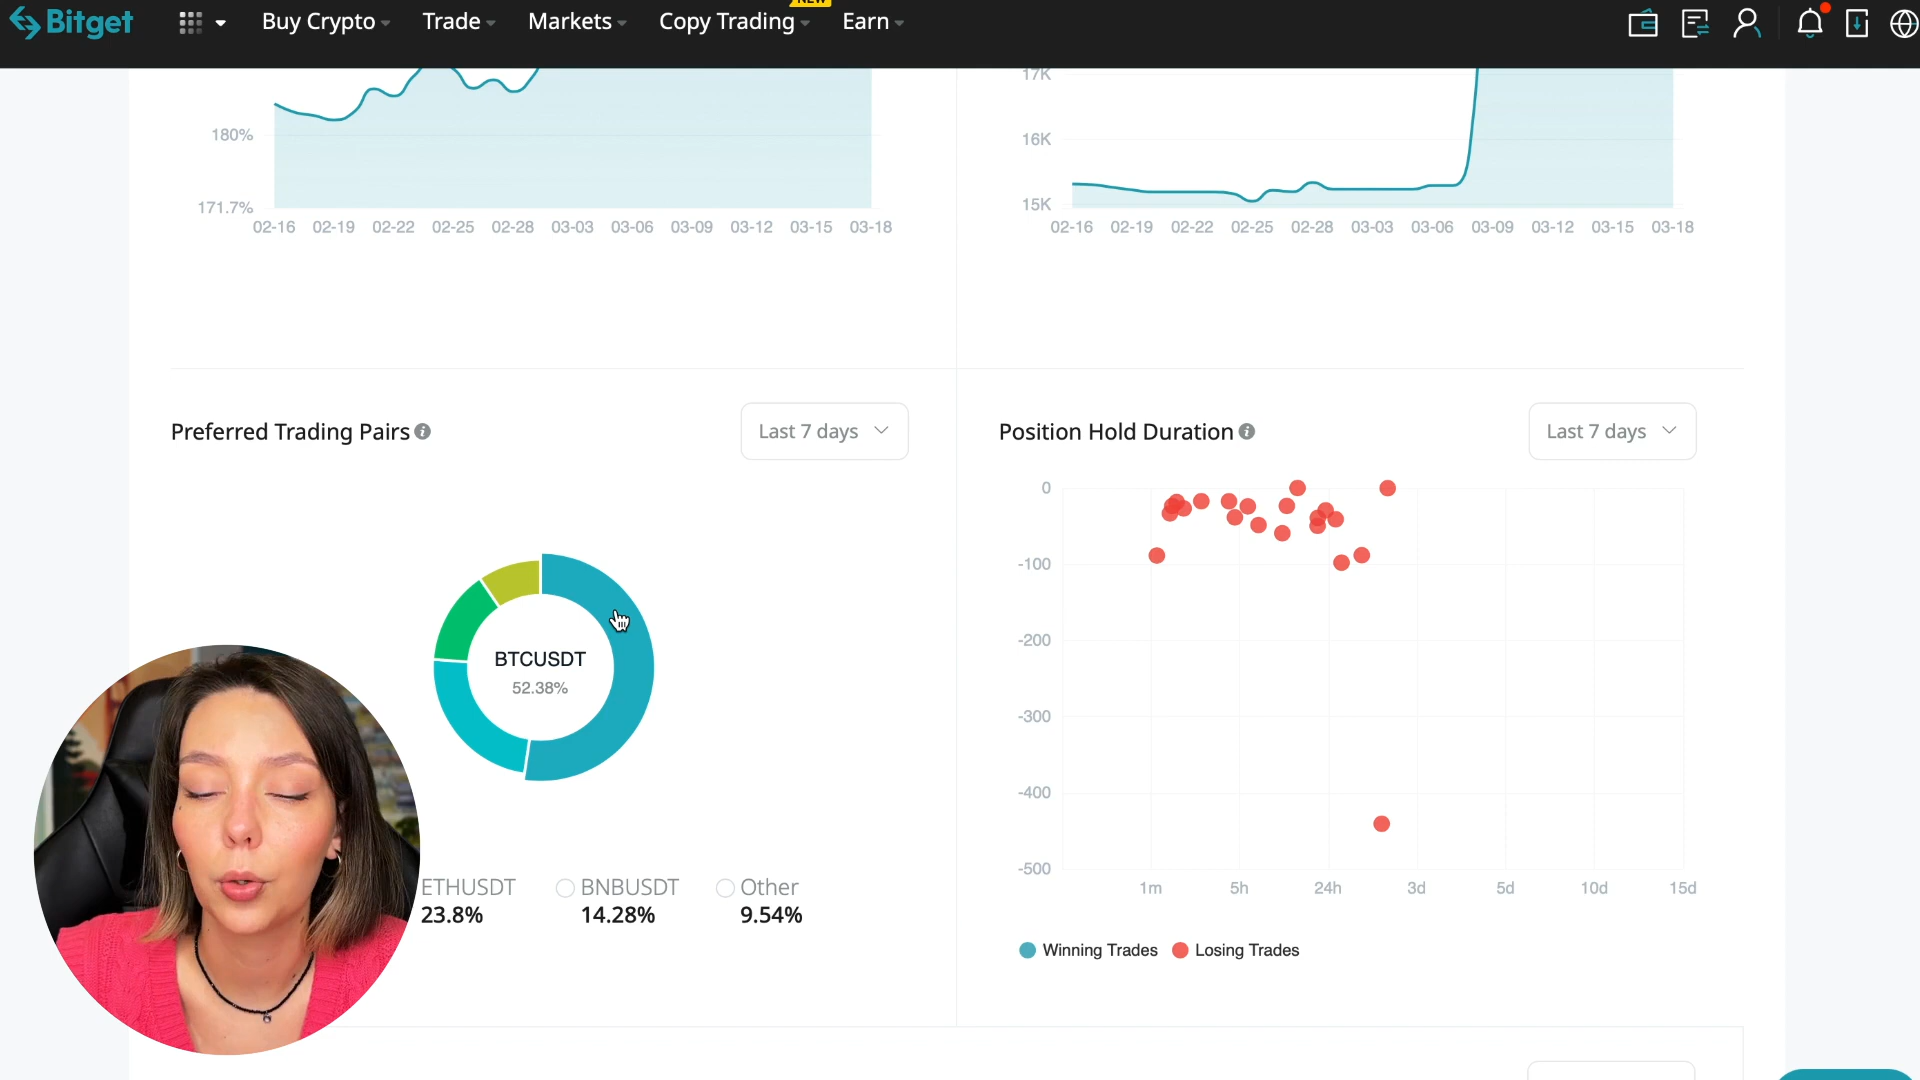 Bitget
Buy Crypto
Trade
Markets
Copy Trading
NEW
Earn
180%
171.7%
02-16 02-19 02-22 02-25 02-28 03-03 03-06 03-09 03-12 03-15 03-18
17K
16K
15K
02-16 02-19 02-22 02-25 02-28 03-03 03-06 03-09 03-12 03-15 03-18
Preferred Trading Pairs
Last 7 days
BTCUSDT
52.38%
ETHUSDT
23.8%
BNBUSDT
14.28%
Other
9.54%
Position Hold Duration
Last 7 days
0
-100
-200
-300
-400
-500
1m 5h 24h 3d 5d 10d 15d
Winning Trades Losing Trades